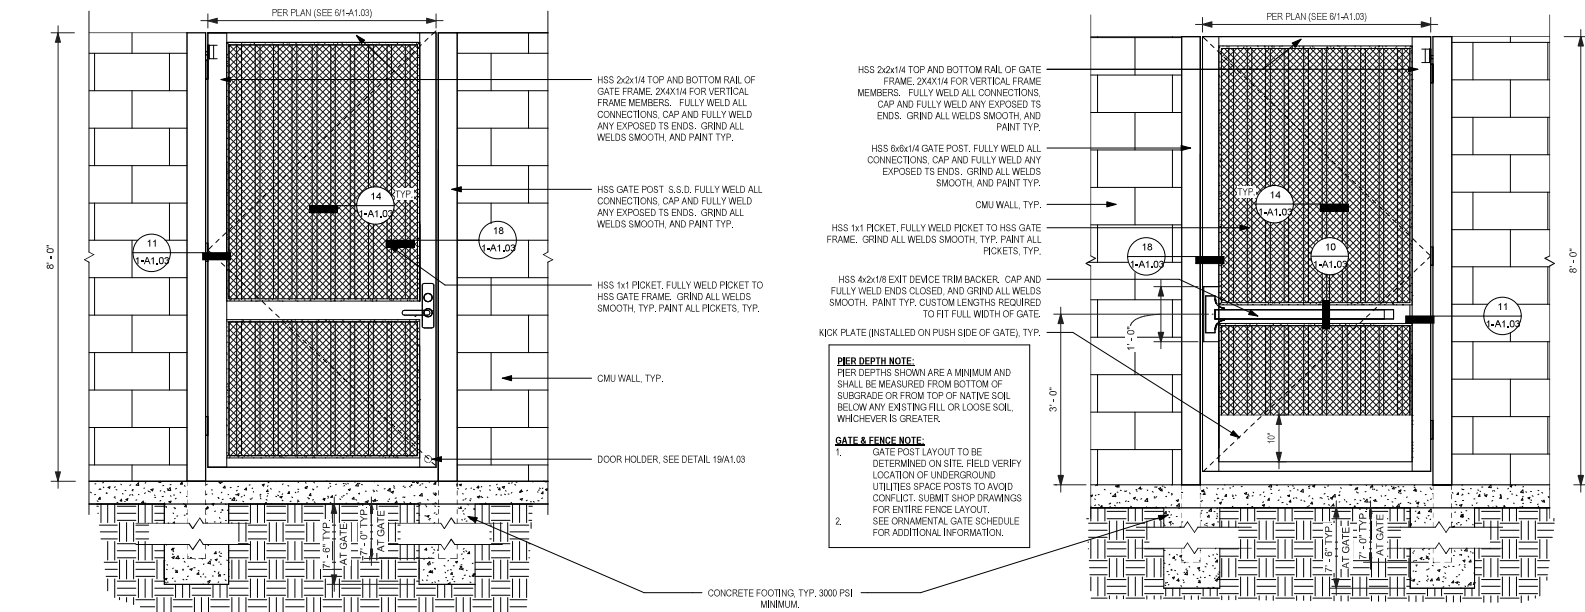 PER PLAN (SEE 6/1-A1.03)
8' - 0"
HSS 2x2x1/4 TOP AND BOTTOM RAIL OF
GATE FRAME. 2X4X1/4 FOR VERTICAL
FRAME MEMBERS. FULLY WELD ALL
CONNECTIONS, CAP AND FULLY WELD
ANY EXPOSED TS ENDS. GRIND ALL
WELDS SMOOTH, AND PAINT TYP.
14
1-A1.03
TYP.
HSS GATE POST S.S.D. FULLY WELD ALL
CONNECTIONS, CAP AND FULLY WELD
ANY EXPOSED TS ENDS. GRIND ALL
WELDS SMOOTH, AND PAINT TYP.
11
1-A1.03
18
1-A1.03
HSS 1x1 PICKET. FULLY WELD PICKET TO
HSS GATE FRAME. GRIND ALL WELDS
SMOOTH, TYP. PAINT ALL PICKETS, TYP.
CMU WALL, TYP.
DOOR HOLDER, SEE DETAIL 19/A1.03
7' - 6" TYP.
AT GATE
7' - 0" TYP.
AT GATE
CONCRETE FOOTING, TYP. 3000 PSI
MINIMUM.
PER PLAN (SEE 6/1-A1.03)
8' - 0"
HSS 2x2x1/4 TOP AND BOTTOM RAIL OF GATE
FRAME. 2X4X1/4 FOR VERTICAL FRAME
MEMBERS. FULLY WELD ALL CONNECTIONS,
CAP AND FULLY WELD ANY EXPOSED TS
ENDS. GRIND ALL WELDS SMOOTH, AND
PAINT TYP.
HSS 6x6x1/4 GATE POST. FULLY WELD ALL
CONNECTIONS, CAP AND FULLY WELD ANY
EXPOSED TS ENDS. GRIND ALL WELDS
SMOOTH, AND PAINT TYP.
CMU WALL, TYP.
HSS 1x1 PICKET. FULLY WELD PICKET TO HSS GATE
FRAME. GRIND ALL WELDS SMOOTH, TYP. PAINT ALL
PICKETS, TYP.
HSS 4x2x1/8 EXIT DEVICE TRIM BACKER. CAP AND
FULLY WELD ENDS CLOSED, AND GRIND WELDS
SMOOTH. PAINT TYP. CUSTOM LENGTHS REQUIRED
TO FIT FULL WIDTH OF GATE.
KICK PLATE (INSTALLED ON PUSH SIDE OF GATE), TYP.
TYP.
14
1-A1.03
10
1-A1.03
18
1-A1.03
11
1-A1.03
1' - 0"
3' - 0"
10"
PIER DEPTH NOTE:
PIER DEPTHS SHOWN ARE A MINIMUM AND
SHALL BE MEASURED FROM BOTTOM OF
SUBGRADE OR FROM TOP OF NATIVE SOIL
BELOW ANY EXISTING FILL OR LOOSE SOIL,
WHICHEVER IS GREATER.
GATE & FENCE NOTE:
1. GATE POST LAYOUT TO BE
DETERMINED ON SITE. FIELD VERIFY
LOCATION OF UNDERGROUND
UTILITIES SPACE POSTS TO AVOID
CONFLICT. SUBMIT SHOP DRAWINGS
FOR ENTIRE FENCE LAYOUT.
2. SEE ORNAMENTAL GATE SCHEDULE
FOR ADDITIONAL INFORMATION.
7' - 6" TYP.
AT GATE
7' - 0" TYP.
AT GATE